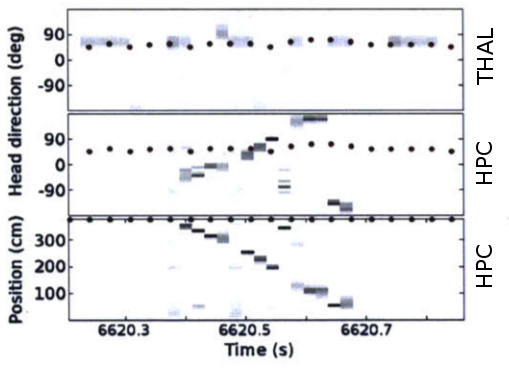 90
0
-90
THAL
Head direction (deg)
90
0
-90
HPC
Position (cm)
300
200
100
HPC
6620.3 6620.5 6620.7
Time (s)